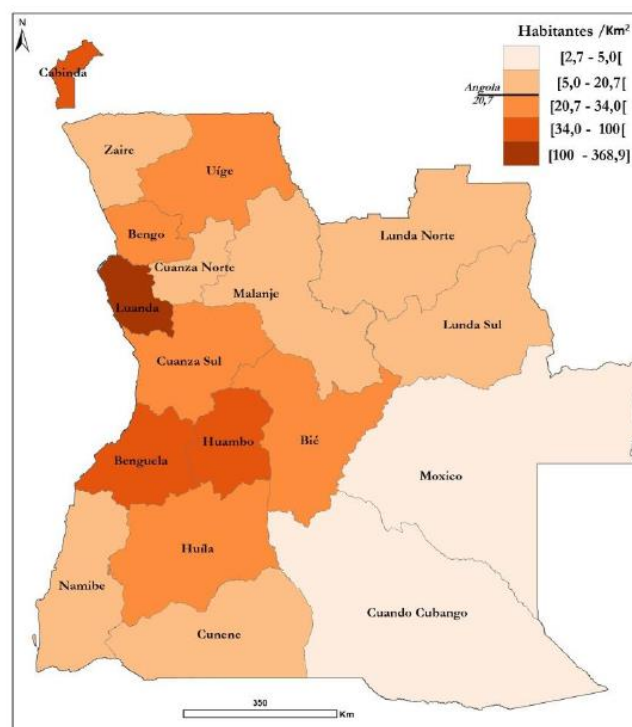 N
Habitantes /Km²
[2,7 - 5,0[
[5,0 - 20,7[
Angola
20,7
[20,7 - 34,0[
[34,0 - 100[
[100 - 368,9]
Cabinda
Zaire
Uíge
Bengo
Cuanza Norte
Lunda Norte
Luanda
Malanje
Lunda Sul
Cuanza Sul
Benguela
Huambo
Bié
Moxico
Huíla
Namibe
Cunene
Cuando Cubango
350
Km